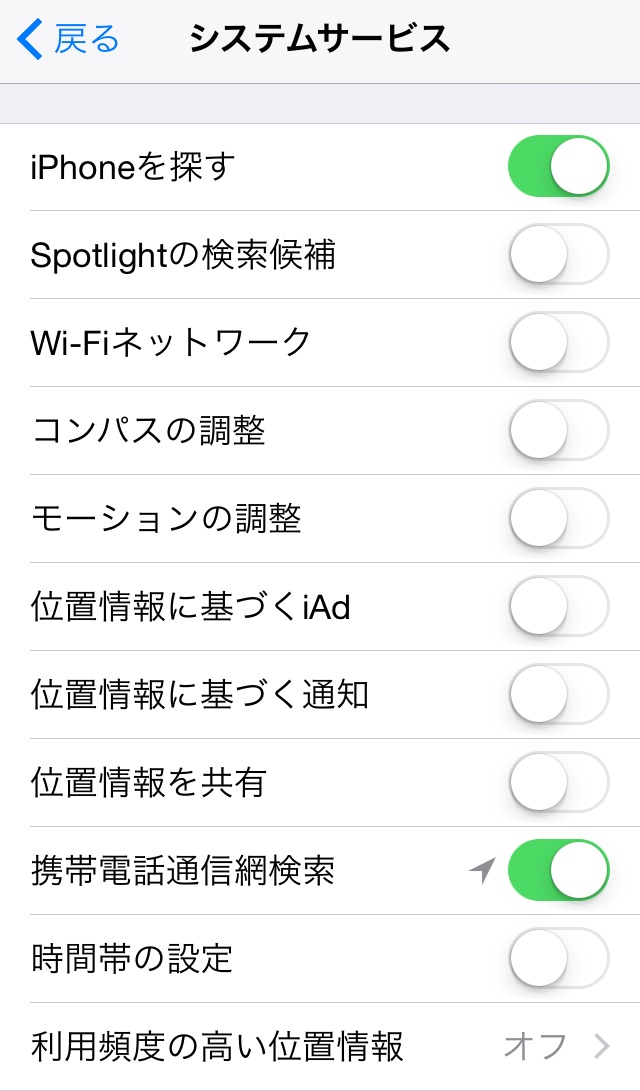 戻る システムサービス
iPhoneを探す
Spotlightの検索候補
Wi-Fiネットワーク
コンパスの調整
モーションの調整
位置情報に基づくiAd
位置情報に基づく通知
位置情報を共有
携帯電話通信網検索
時間帯の設定
利用頻度の高い位置情報 オフ